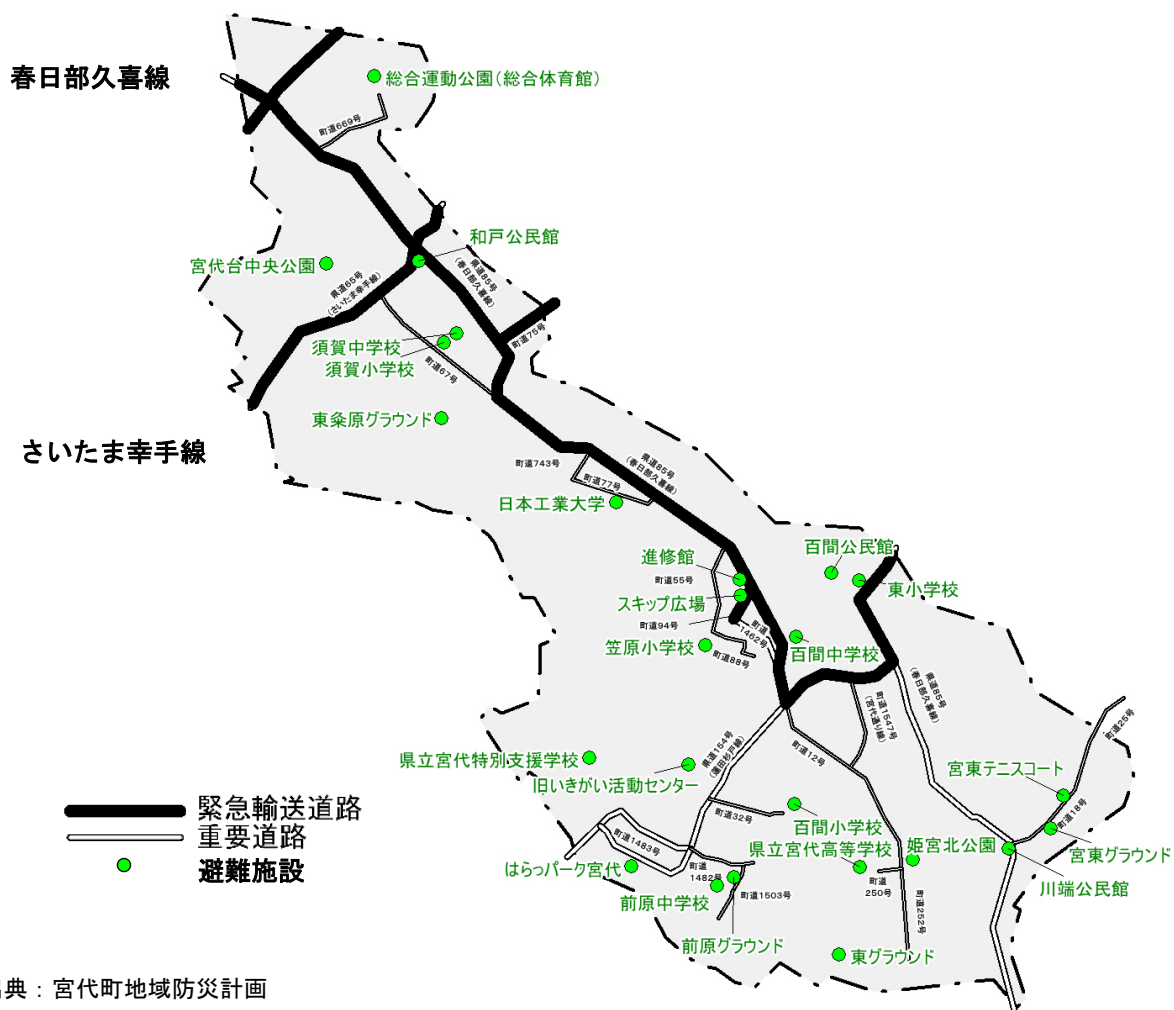 春日部久喜線
総合運動公園(総合体育館)
町道669号
和戸公民館
宮代台中央公園
県道65号
(さいたま幸手線)
県道85号
(春日部久喜線)
町道75号
須賀中学校
須賀小学校
町道67号
東粂原グラウンド
さいたま幸手線
町道743号
町道77号
県道85号
(春日部久喜線)
日本工業大学
進修館
百間公民館
町道55号
東小学校
スキップ広場
町道94号
町道
1462号
笠原小学校
町道88号
百間中学校
県道85号
(春日部久喜線)
町道1547号
(宮代通り線)
町道25号
県道154号
(蓮田杉戸線)
町道12号
県立宮代特別支援学校
旧いきがい活動センター
宮東テニスコート
緊急輸送道路
重要道路
避難施設
町道32号
百間小学校
町道18号
町道1483号
県立宮代高等学校
姫宮北公園
宮東グラウンド
はらっパーク宮代
町道
1482号
町道
250号
川端公民館
前原中学校
町道1503号
町道252号
前原グラウンド
東グラウンド
典：宮代町地域防災計画